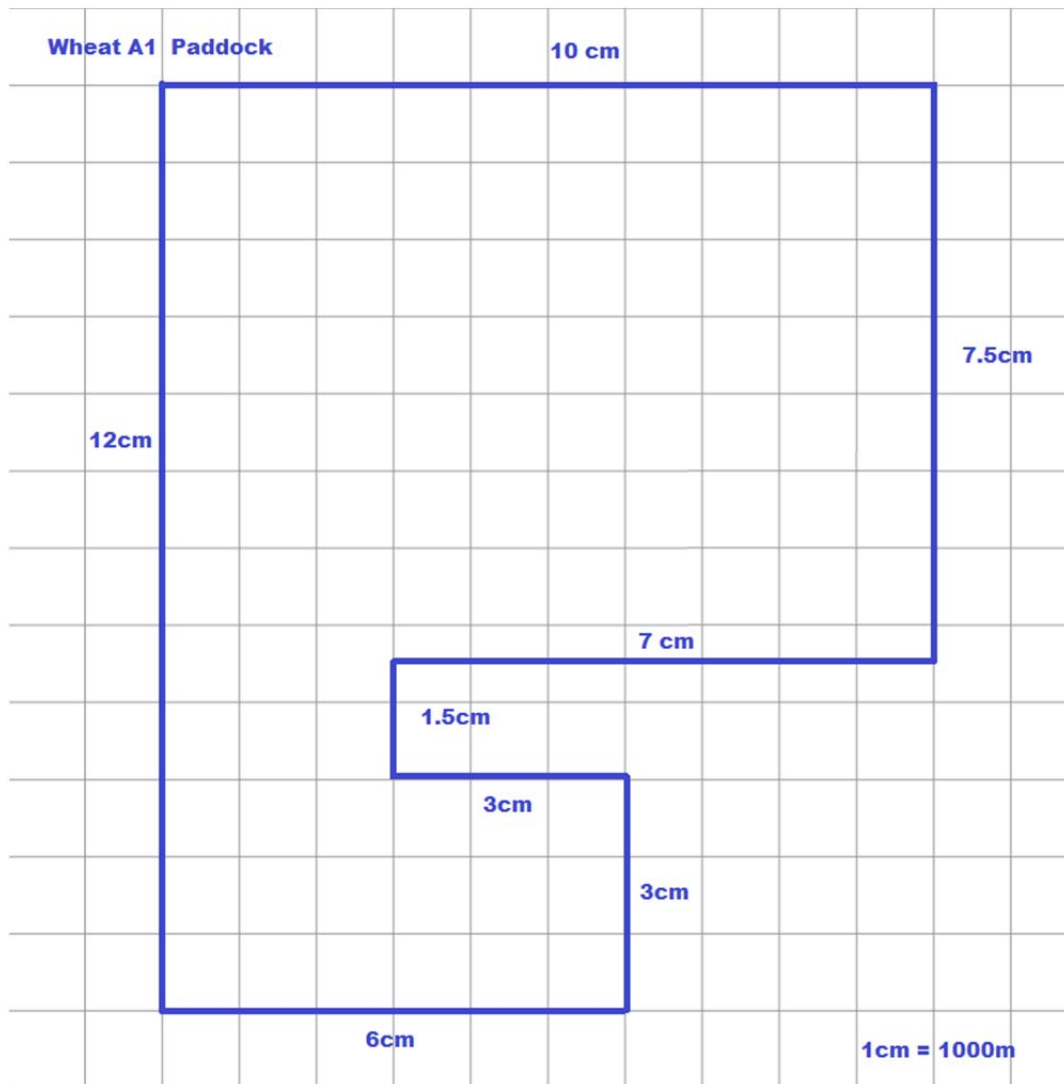 Wheat A1 Paddock
10 cm
7.5cm
12cm
7 cm
1.5cm
3cm
3cm
6cm
1cm = 1000m